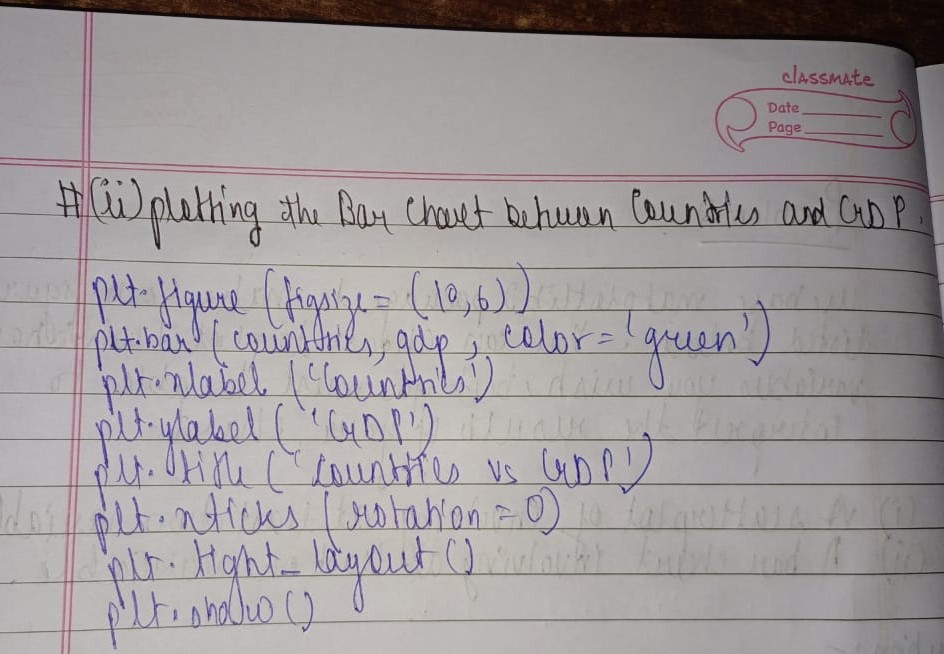 classmate
Date
Page
#(ii) plotting the Bar Chart between Countries and GDP.
plt.figure (figsize = (10,6))
plt.bar (countries, gdp, color = 'green')
plt.xlabel ('Countries')
plt.ylabel ('GDP')
plt.title ('Countries vs GDP')
plt.xticks (rotation = 0)
plt.tight_layout ()
plt.show ()